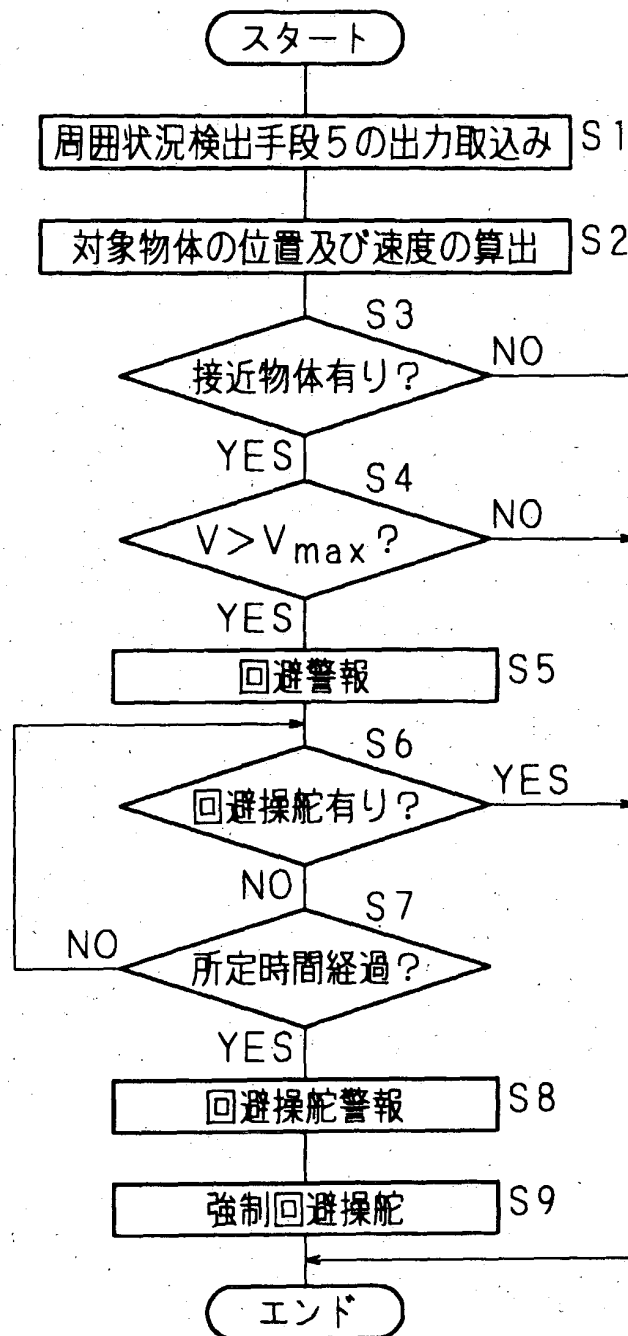 スタート
周囲状況検出手段5の出力取込み S1
対象物体の位置及び速度の算出 S2
S3
接近物体有り?
NO
YES
S4
V>Vmax?
NO
YES
回避警報 S5
S6
回避操舵有り?
YES
NO
S7
所定時間経過?
NO
YES
回避操舵警報 S8
強制回避操舵 S9
エンド